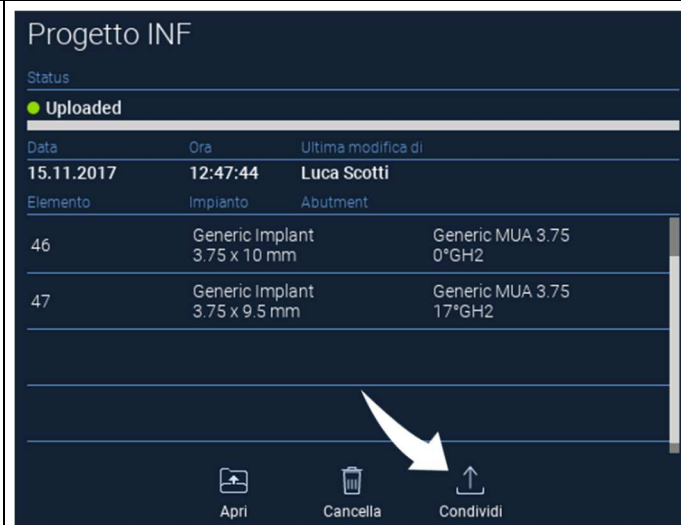 Progetto INF
Status
Uploaded
Data Ora Ultima modifica di
15.11.2017 12:47:44 Luca Scotti
Elemento Impianto Abutment
46 Generic Implant 3.75 x 10 mm Generic MUA 3.75 0°GH2
47 Generic Implant 3.75 x 9.5 mm Generic MUA 3.75 17°GH2
Apri Cancella Condividi